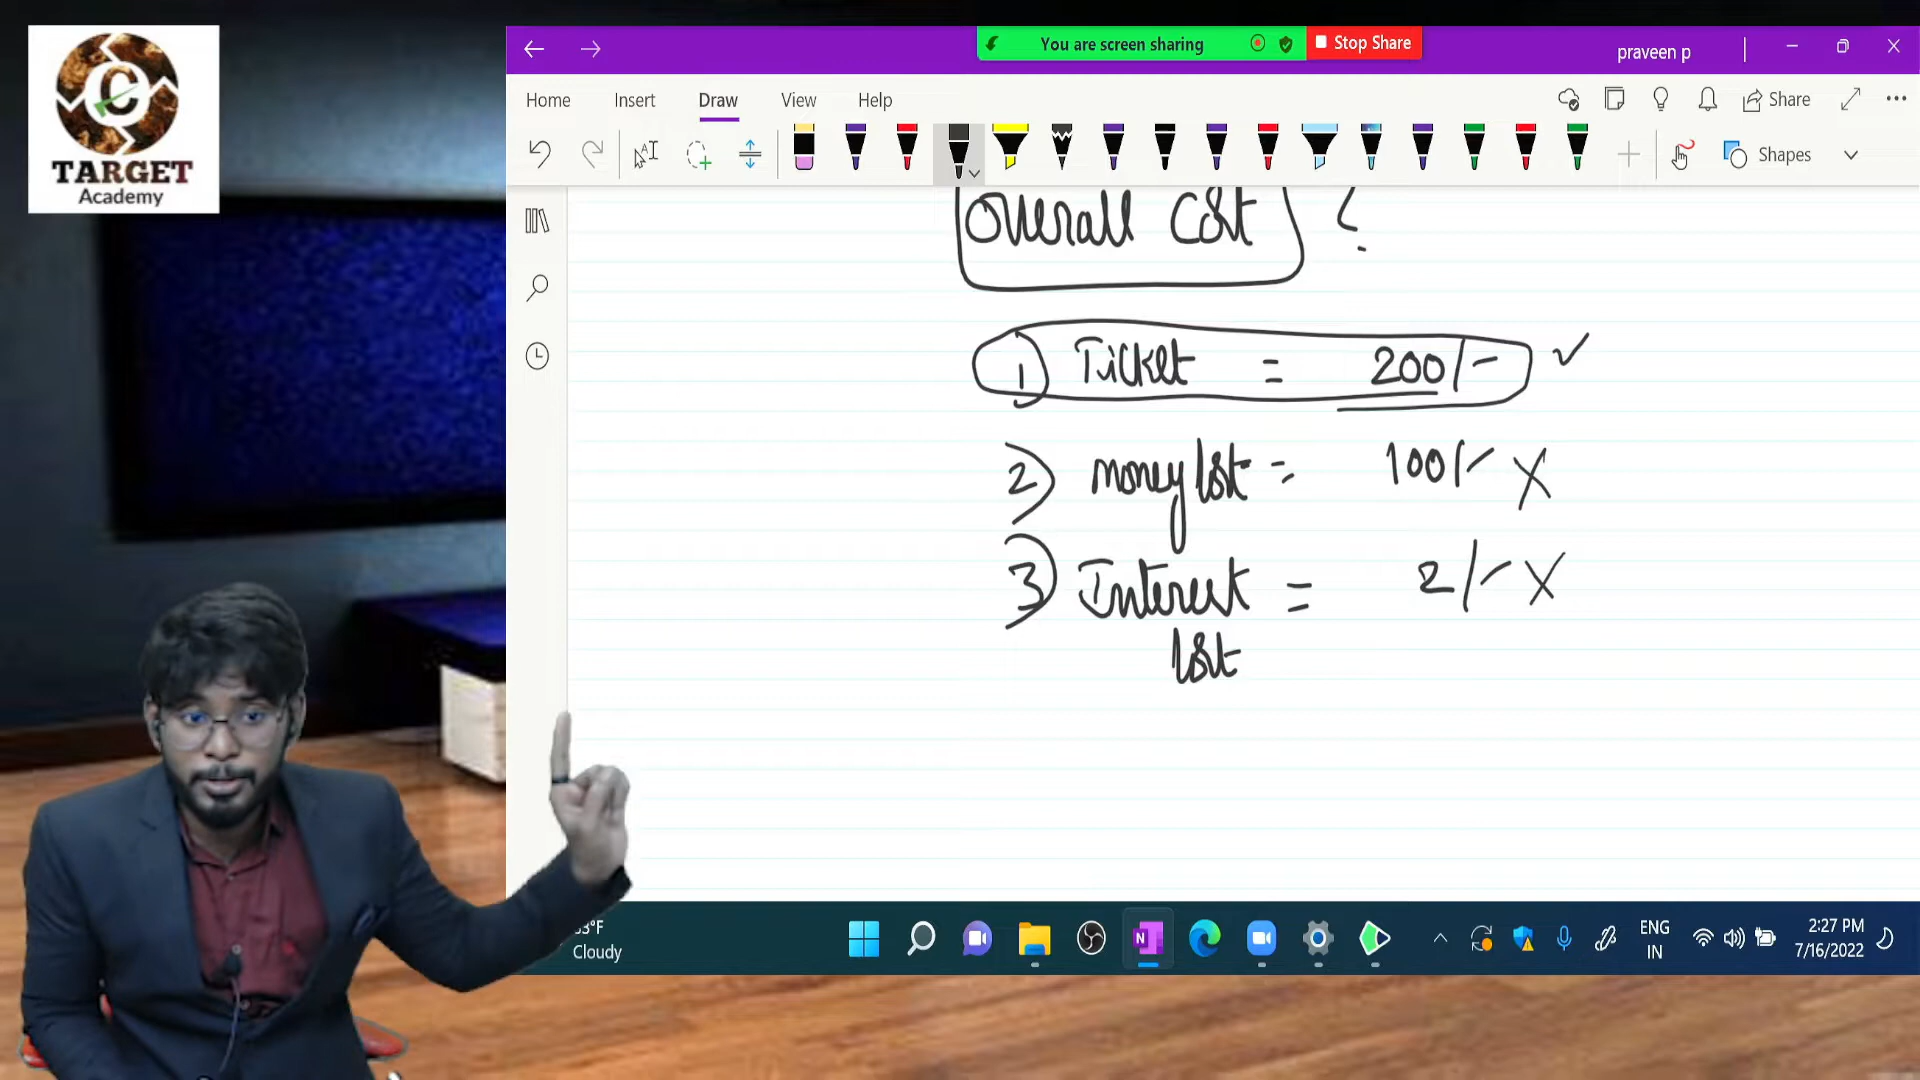 C
TARGET
Academy
You are screen sharing
Stop Share
praveen p
Home Insert Draw View Help
Share
Shapes
Overall Cost ?
1) Ticket = 200/- ✓
2) money lost = 100/- X
3) Interest = 2/- X
lost
3°F
Cloudy
ENG
IN
2:27 PM
7/16/2022